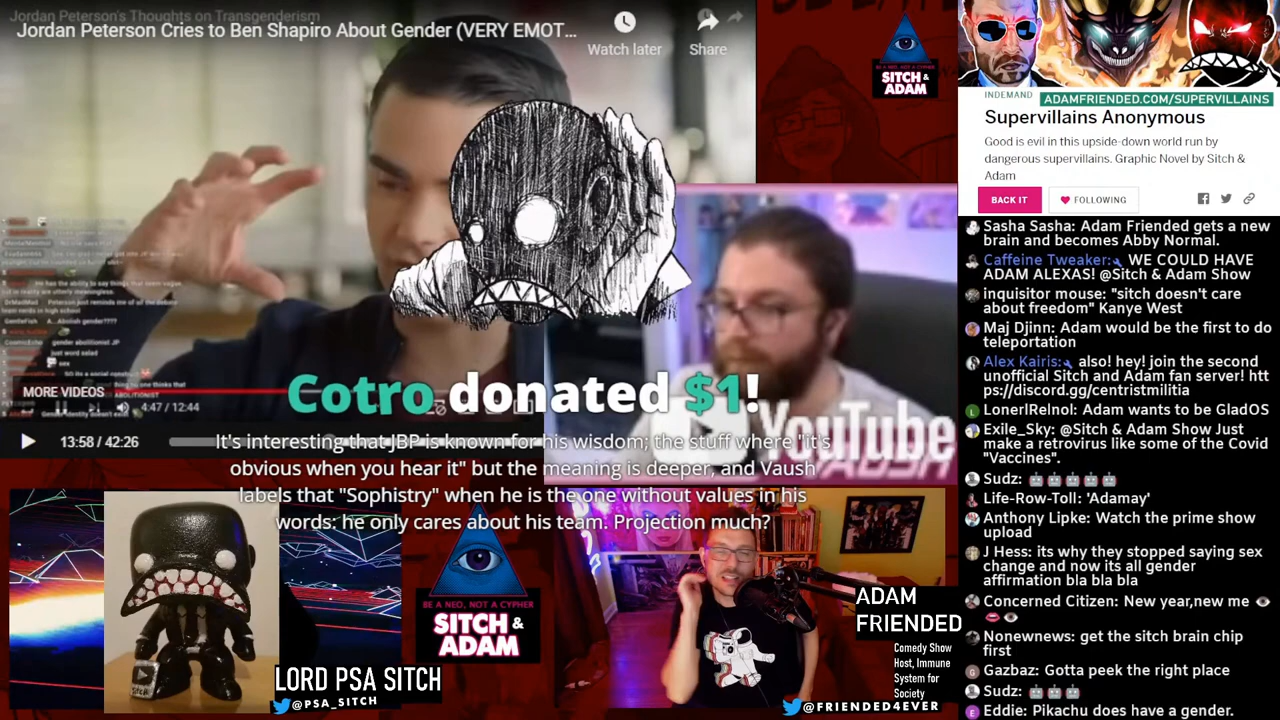 Jordan Peterson's Thoughts on Transgenderism
Jordan Peterson Cries to Ben Shapiro About Gender (VERY EMOT...
Watch later
Share
BE A NEO, NOT A CYPHER
SITCH &
ADAM
MORE VIDEOS
4:47 / 12:44
13:58 / 42:26
YouTube
Cotro donated $1!
It's interesting that JBP is known for his wisdom; the stuff where "it's
obvious when you hear it" but the meaning is deeper, and Vaush
labels that "Sophistry" when he is the one without values in his
words: he only cares about his team. Projection much?
BE A NEO, NOT A CYPHER
SITCH &
ADAM
LORD PSA SITCH
@PSA_SITCH
ADAM
FRIENDED
Comedy Show
Host, Immune
System for
Society
@FRIENDED4EVER
INDEMAND
ADAMFRIENDED.COM/SUPERVILLAINS
Supervillains Anonymous
Good is evil in this upside-down world run by
dangerous supervillains. Graphic Novel by Sitch &
Adam
BACK IT
FOLLOWING
Sasha Sasha: Adam Friended gets a new
brain and becomes Abby Normal.
Caffeine Tweaker: WE COULD HAVE
ADAM ALEXAS! @Sitch & Adam Show
inquisitor mouse: "sitch doesn't care
about freedom" Kanye West
Maj Djinn: Adam would be the first to do
teleportation
Alex Kairis: also! hey! join the second
unofficial Sitch and Adam fan server! htt
ps://discord.gg/centristmilitia
LonerIRelnol: Adam wants to be GladOS
Exile_Sky: @Sitch & Adam Show Just
make a retrovirus like some of the Covid
"Vaccines".
Sudz: 🤖🤖🤖🤖🤖
Life-Row-Toll: 'Adamay'
Anthony Lipke: Watch the prime show
upload
J Hess: its why they stopped saying sex
change and now its all gender
affirmation bla bla bla
Concerned Citizen: New year,new me 👁
👄👁
Nonewnews: get the sitch brain chip
first
Gazbaz: Gotta peek the right place
Sudz: 🤖🤖🤖
Eddie: Pikachu does have a gender.